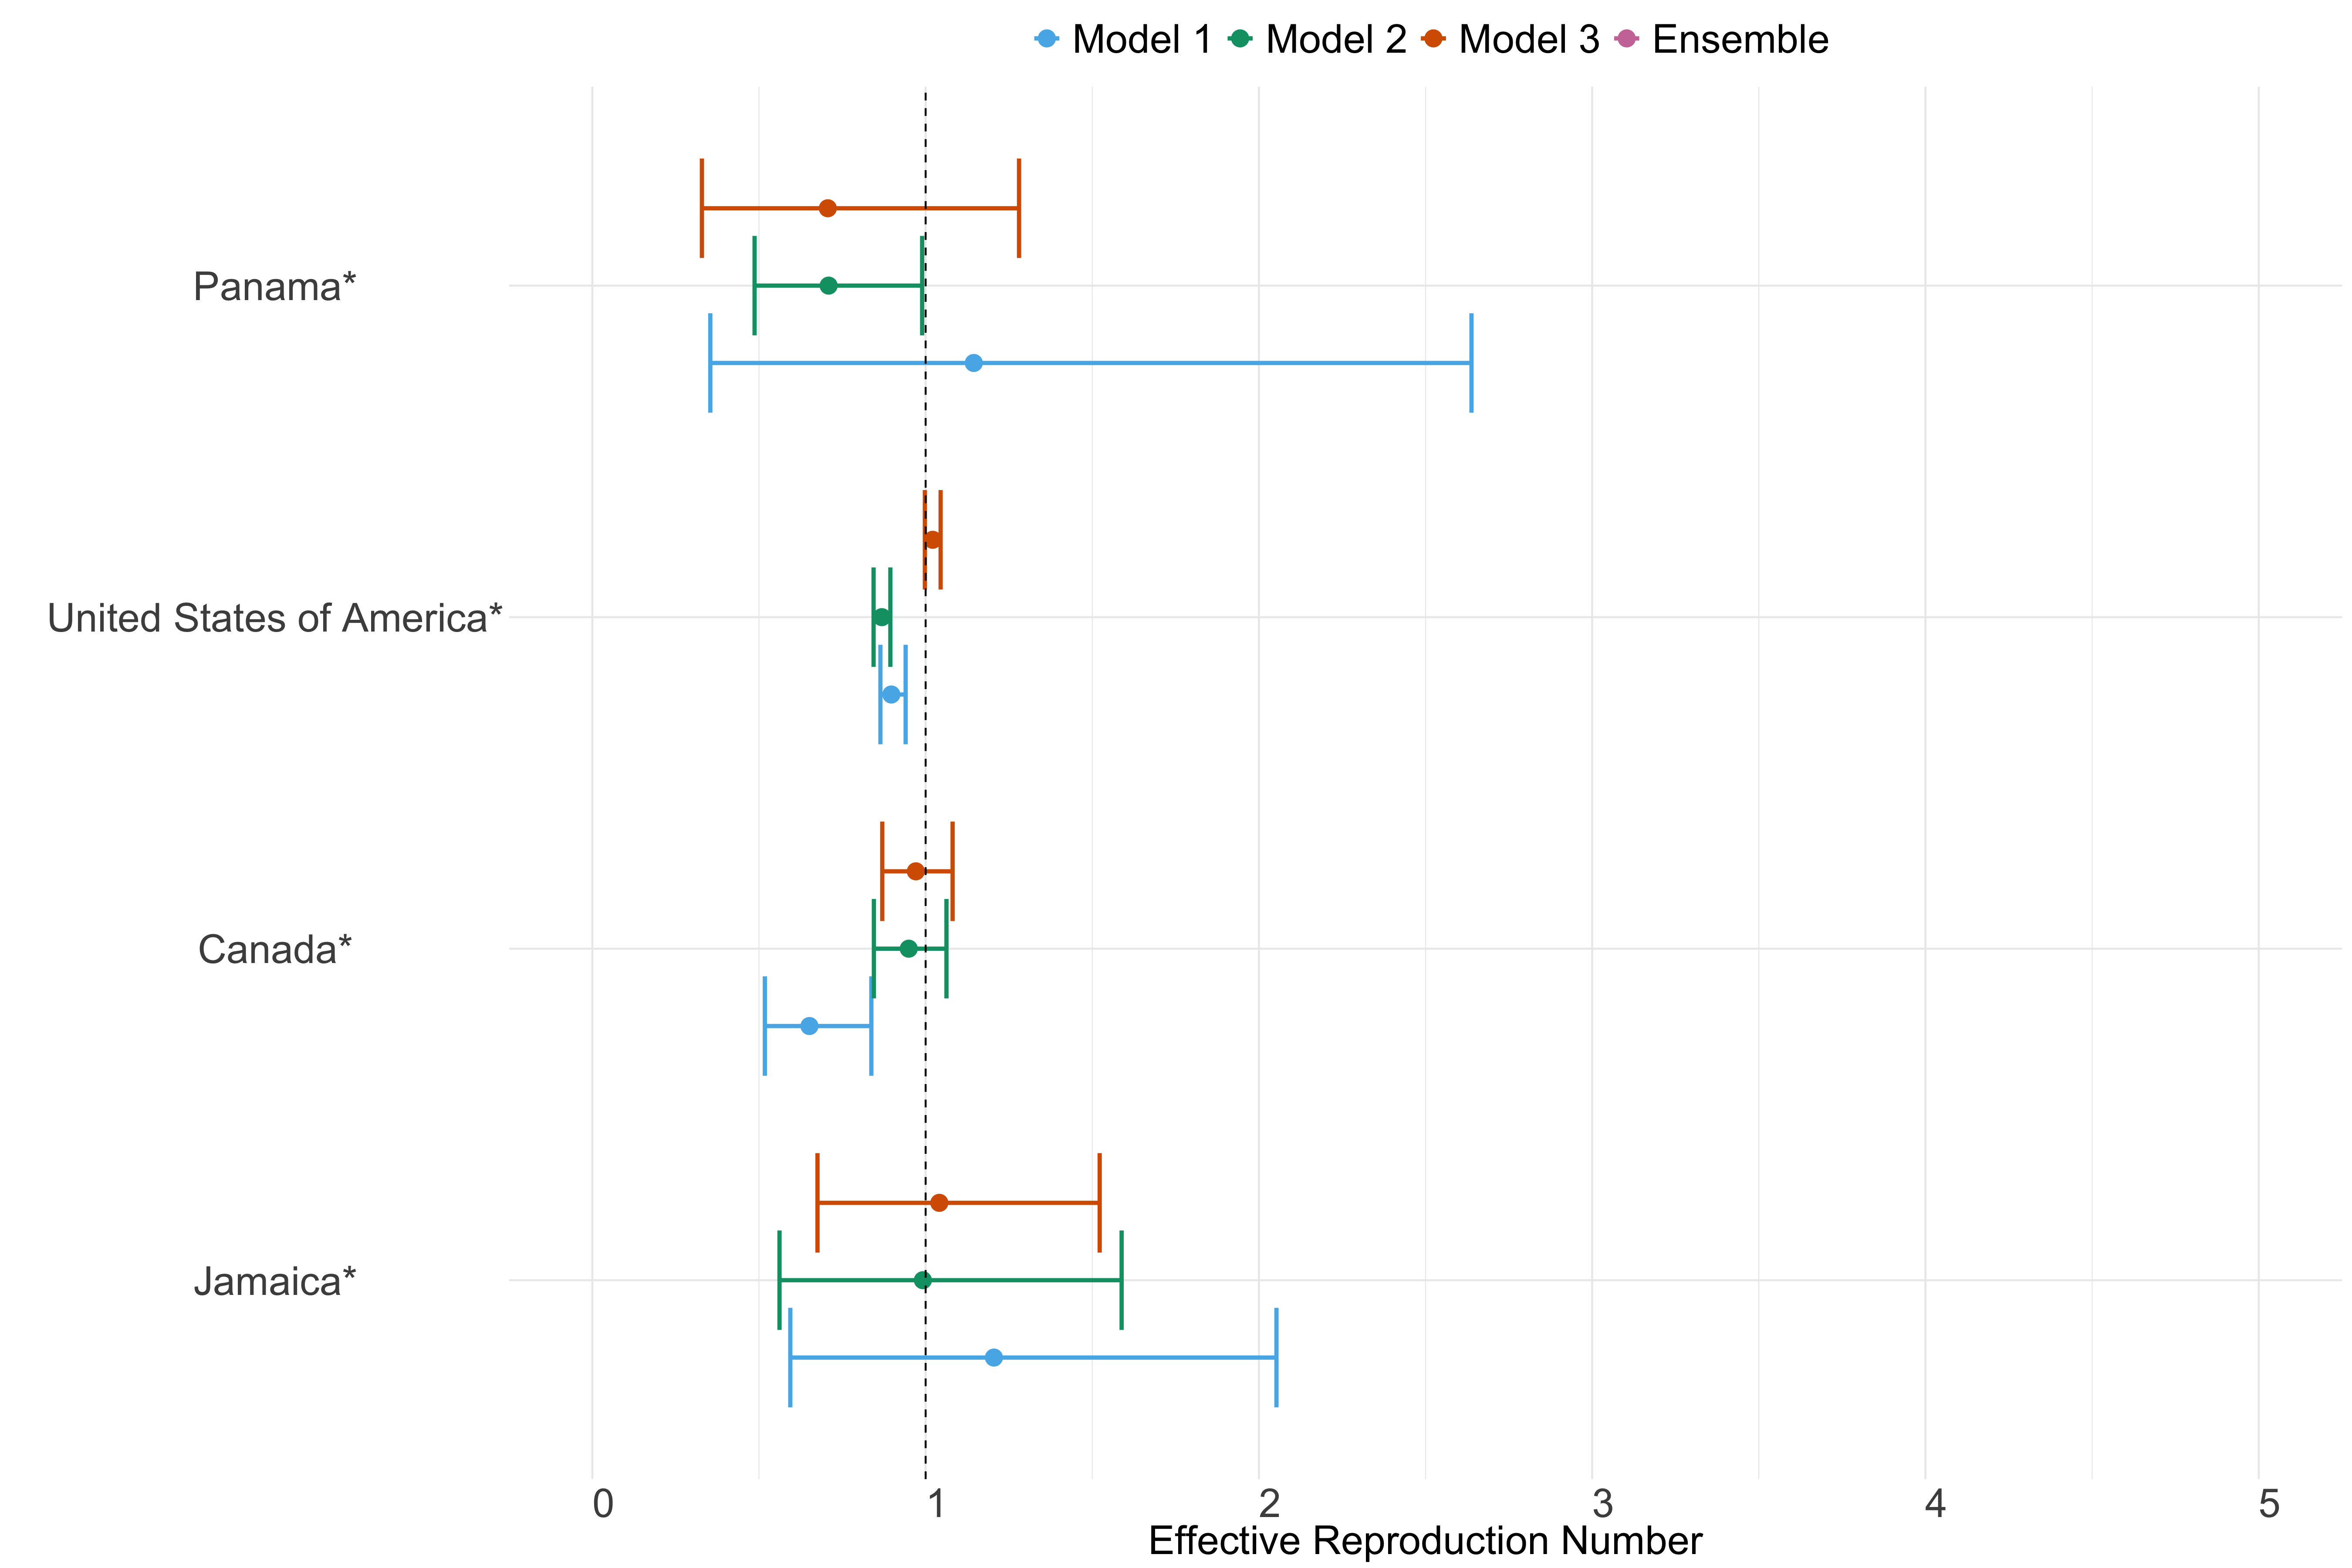 Model 1 Model 2 Model 3 Ensemble
Panama*
United States of America*
Canada*
Jamaica*
0 1 2 3 4 5
Effective Reproduction Number